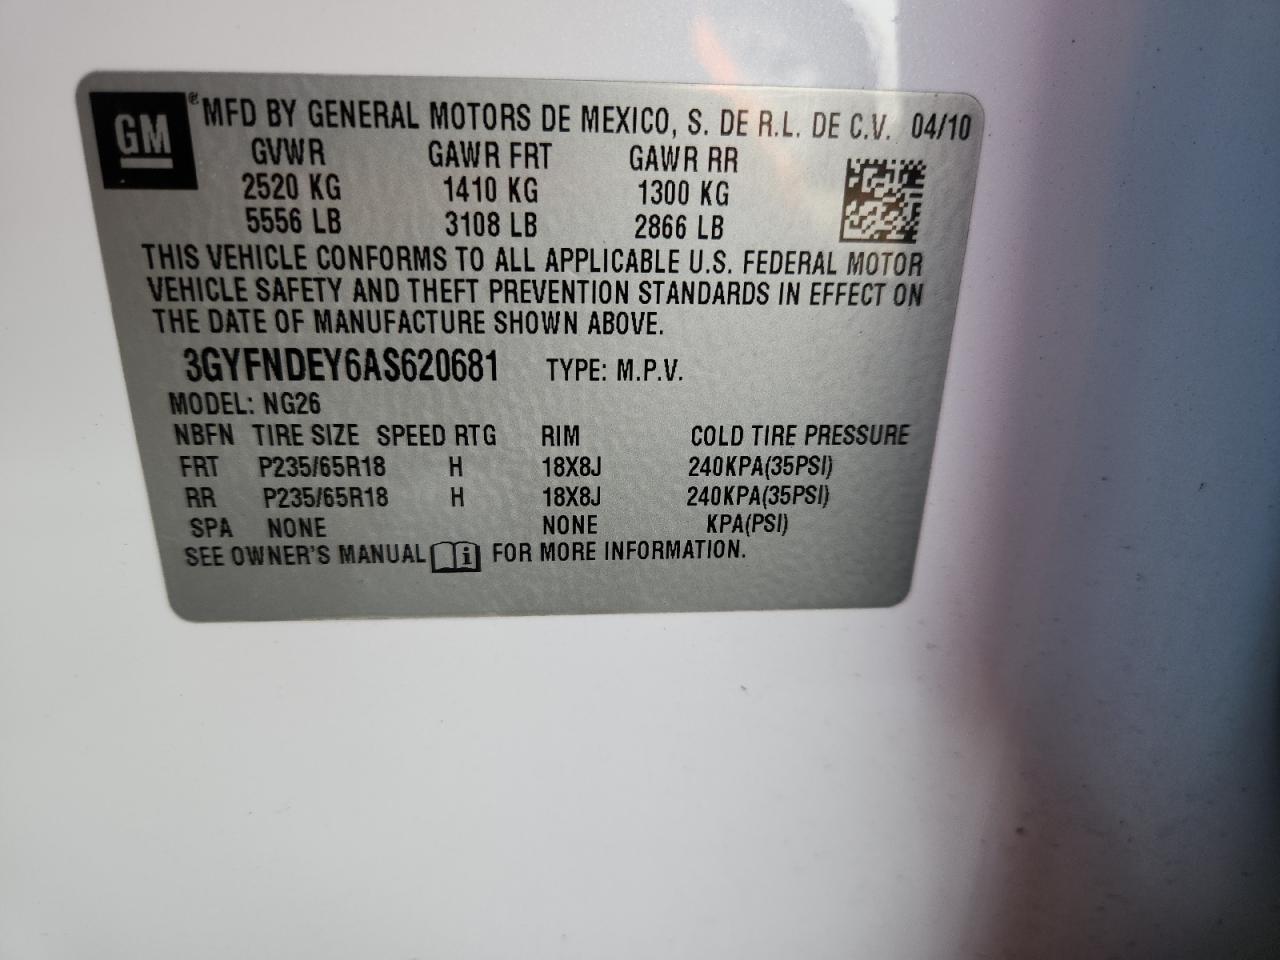 GM
® MFD BY GENERAL MOTORS DE MEXICO, S. DE R.L. DE C.V. 04/10
GVWR GAWR FRT GAWR RR
2520 KG 1410 KG 1300 KG
5556 LB 3108 LB 2866 LB
THIS VEHICLE CONFORMS TO ALL APPLICABLE U.S. FEDERAL MOTOR
VEHICLE SAFETY AND THEFT PREVENTION STANDARDS IN EFFECT ON
THE DATE OF MANUFACTURE SHOWN ABOVE.
3GYFNDEY6AS620681 TYPE: M.P.V.
MODEL: NG26
NBFN TIRE SIZE SPEED RTG RIM COLD TIRE PRESSURE
FRT P235/65R18 H 18X8J 240KPA(35PSI)
RR P235/65R18 H 18X8J 240KPA(35PSI)
SPA NONE NONE KPA(PSI)
SEE OWNER'S MANUAL i FOR MORE INFORMATION.